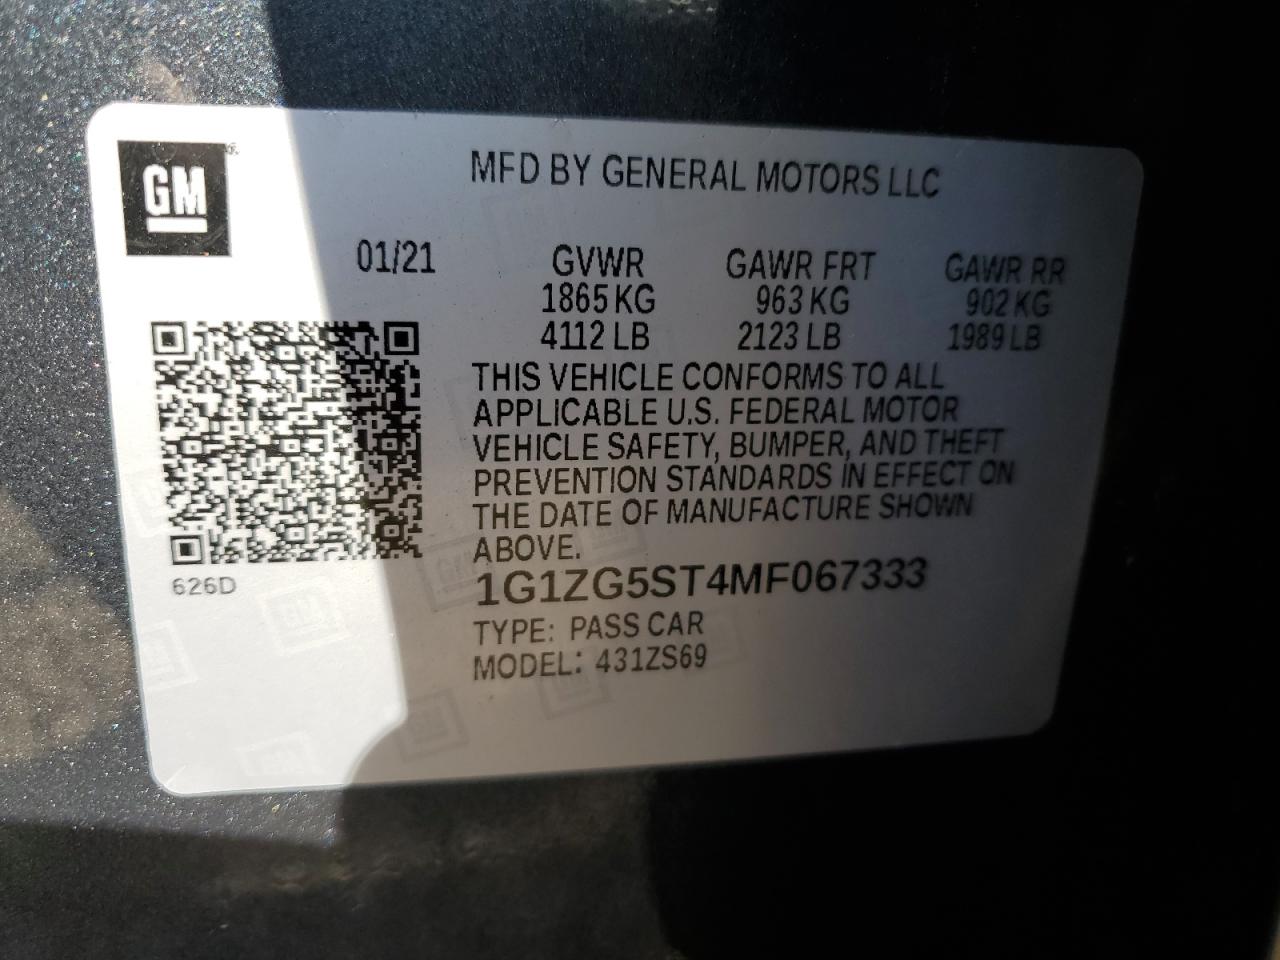 GM
MFD BY GENERAL MOTORS LLC
01/21 GVWR GAWR FRT GAWR RR
1865 KG 963 KG 902 KG
4112 LB 2123 LB 1989 LB
THIS VEHICLE CONFORMS TO ALL
APPLICABLE U.S. FEDERAL MOTOR
VEHICLE SAFETY, BUMPER, AND THEFT
PREVENTION STANDARDS IN EFFECT ON
THE DATE OF MANUFACTURE SHOWN
ABOVE.
626D
1G1ZG5ST4MF067333
TYPE: PASS CAR
MODEL: 431ZS69